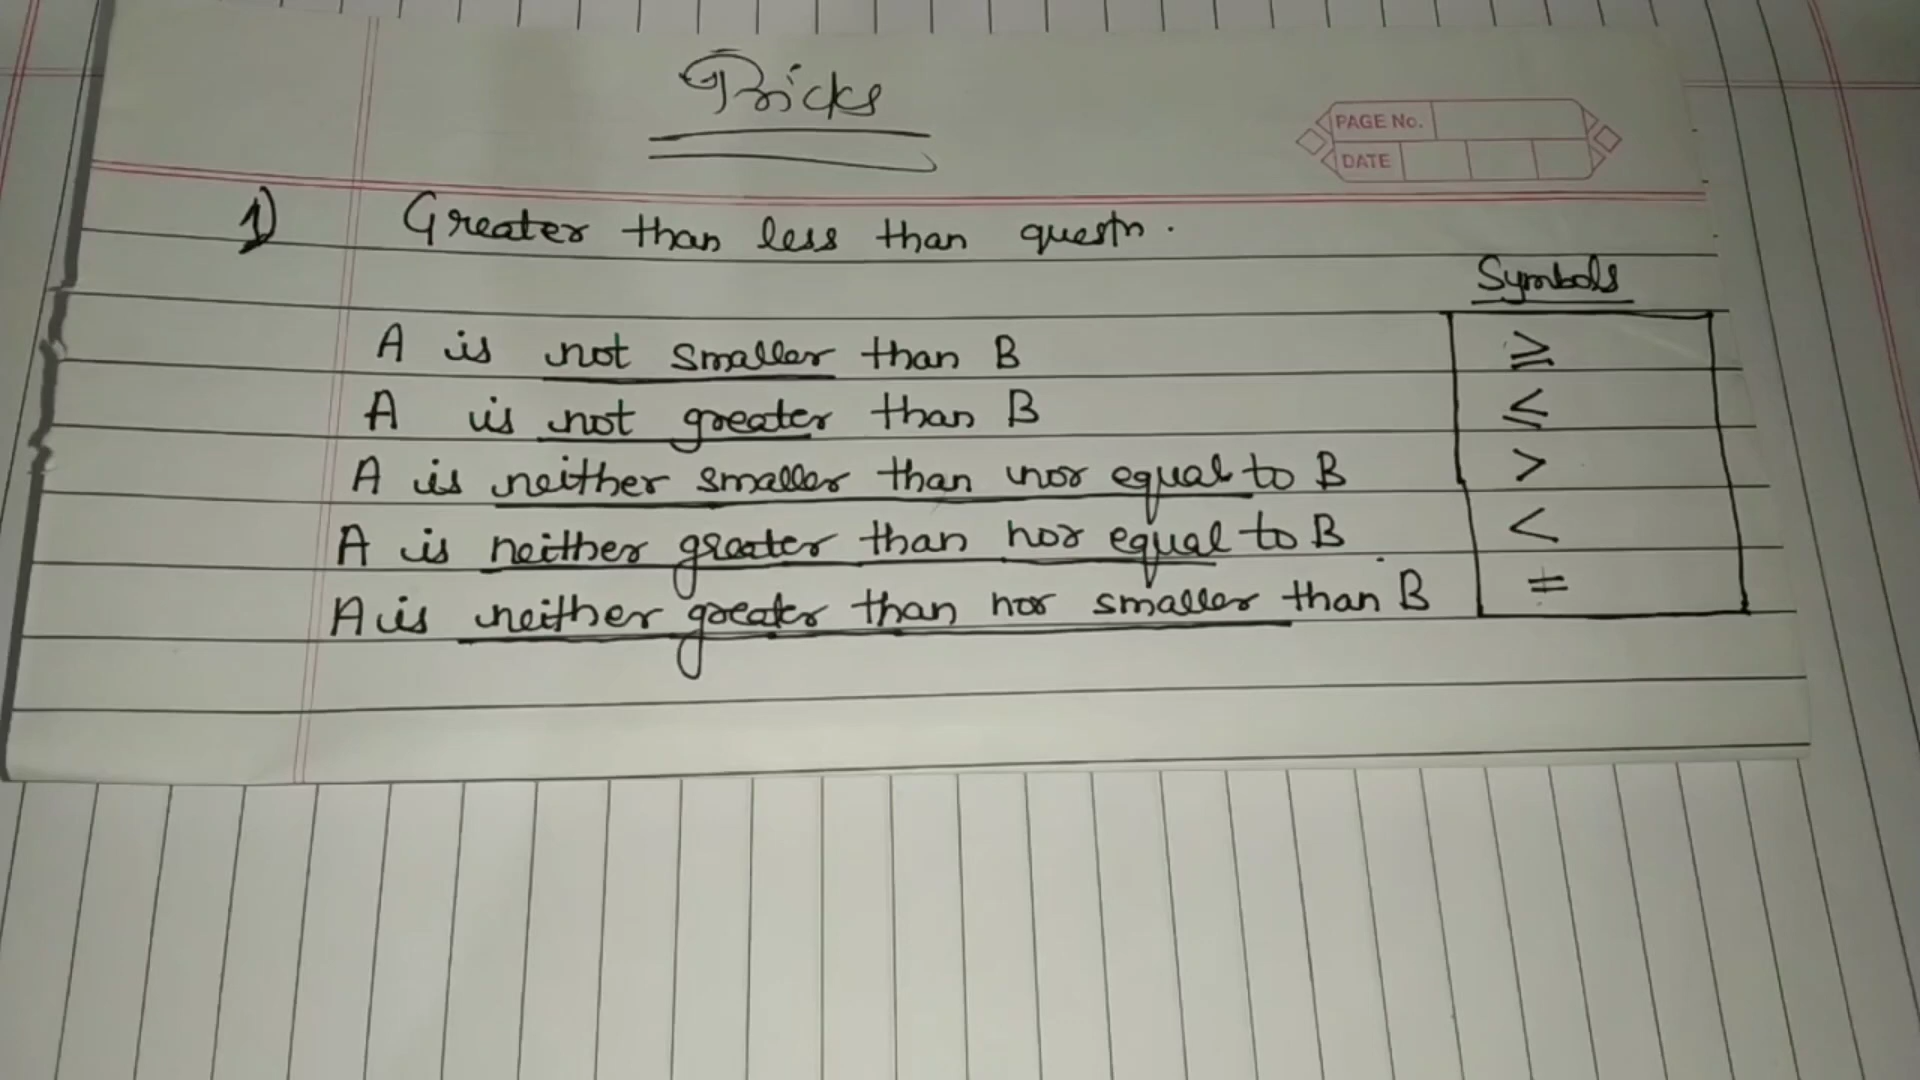 Tricks
PAGE No.
DATE
1) Greater than less than questn.
Symbols
A is not smaller than B ≥
A is not greater than B ≤
A is neither smaller than nor equal to B >
A is neither greater than nor equal to B <
A is neither greater than nor smaller than B =